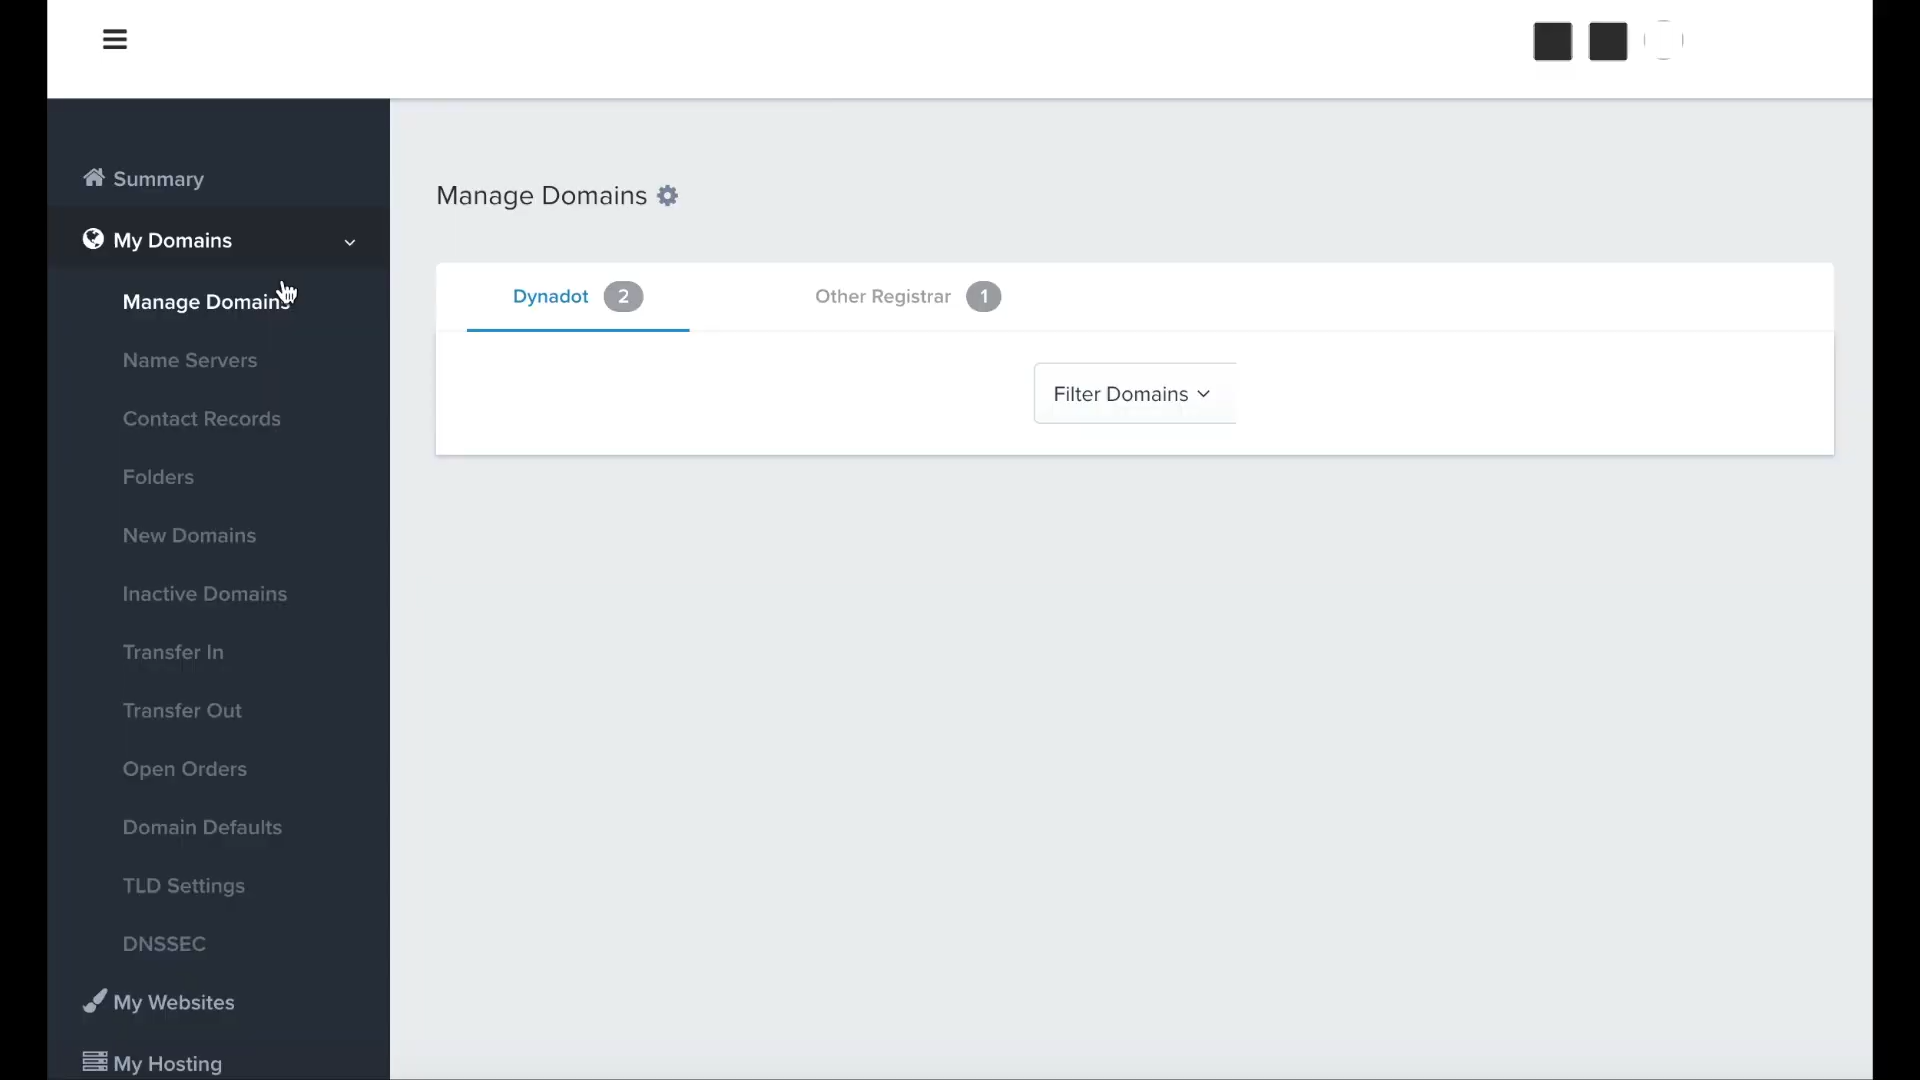 Summary
My Domains
Manage Domains
Name Servers
Contact Records
Folders
New Domains
Inactive Domains
Transfer In
Transfer Out
Open Orders
Domain Defaults
TLD Settings
DNSSEC
My Websites
My Hosting
Manage Domains
Dynadot 2
Other Registrar 1
Filter Domains